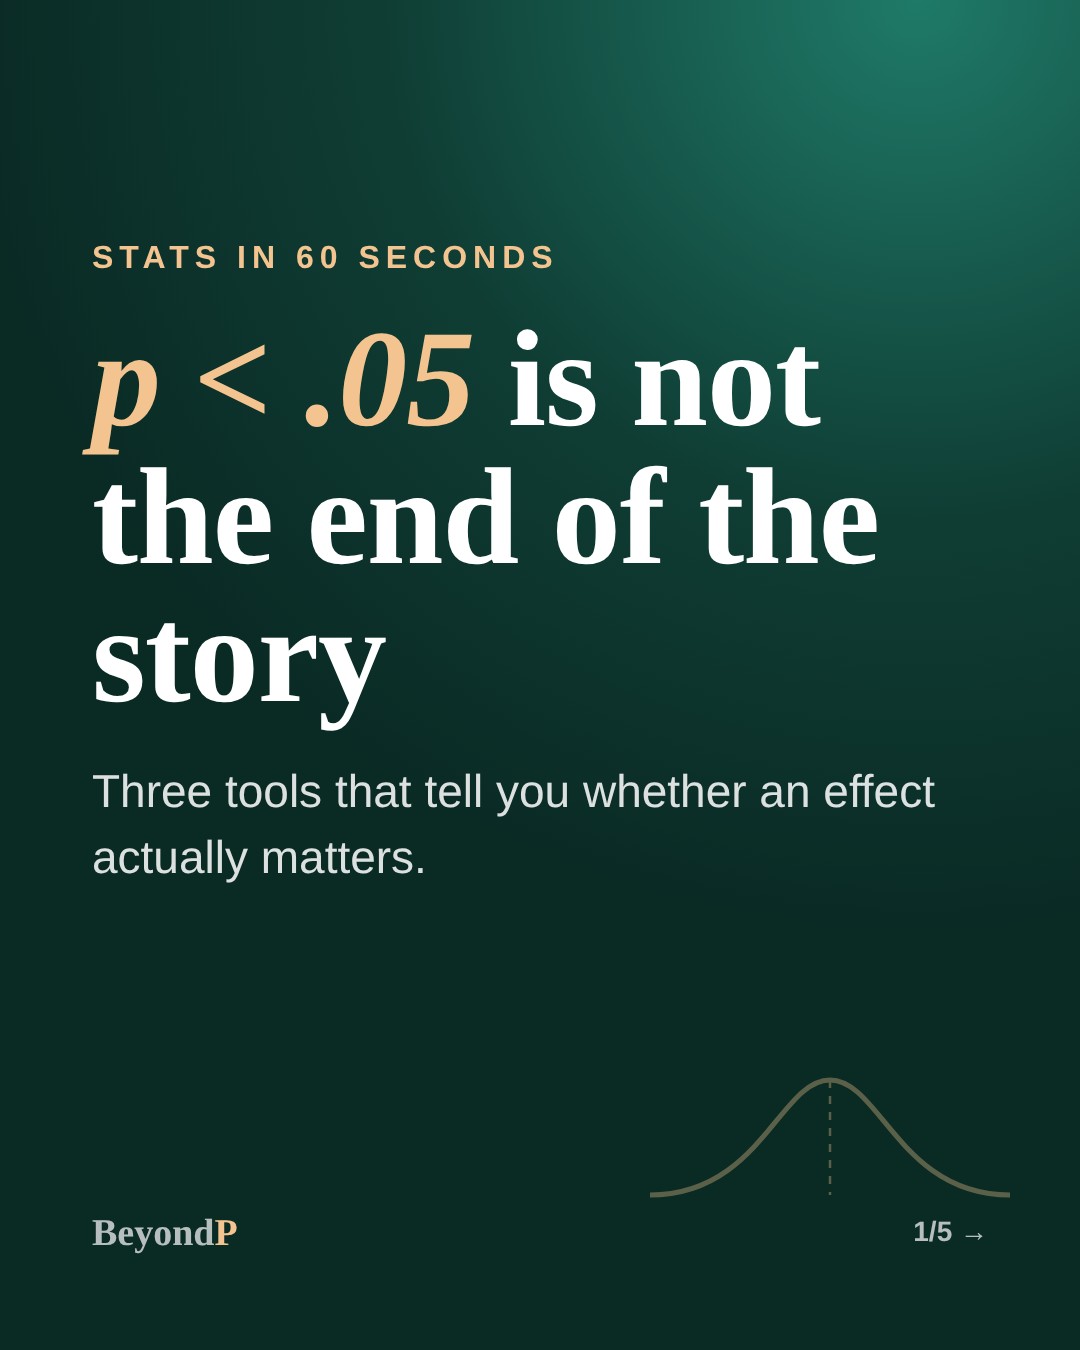 STATS IN 60 SECONDS
p < .05 is not
the end of the
story
Three tools that tell you whether an effect
actually matters.
BeyondP
1/5 →